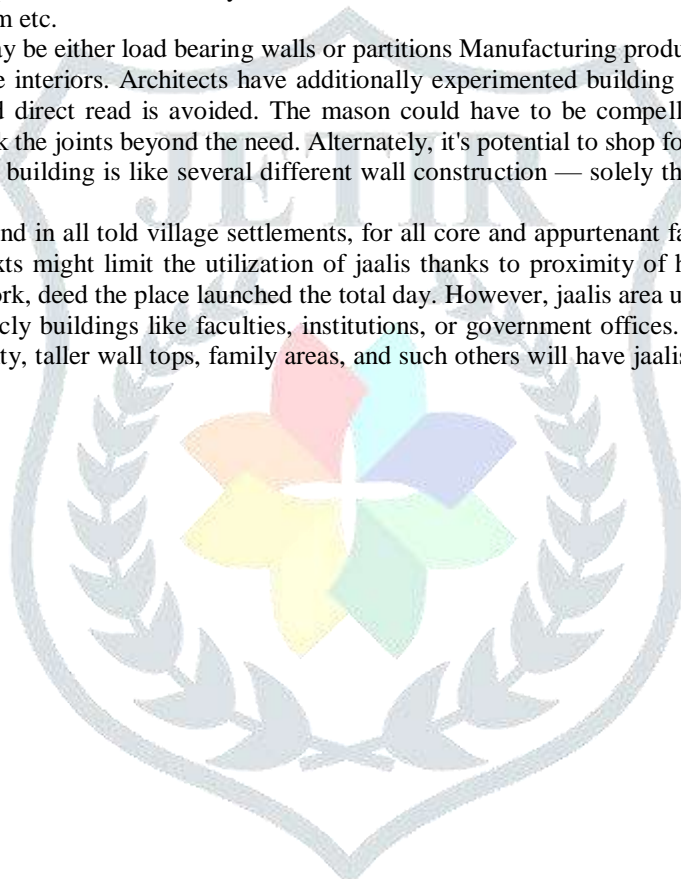 m etc.
ay be either load bearing walls or partitions Manufacturing produ
e interiors. Architects have additionally experimented building
d direct read is avoided. The mason could have to be compell
k the joints beyond the need. Alternately, it's potential to shop fo
building is like several different wall construction — solely th
nd in all told village settlements, for all core and appurtenant fa
xts might limit the utilization of jaalis thanks to proximity of h
ork, deed the place launched the total day. However, jaalis area u
cly buildings like faculties, institutions, or government offices.
ty, taller wall tops, family areas, and such others will have jaalis
JETIR